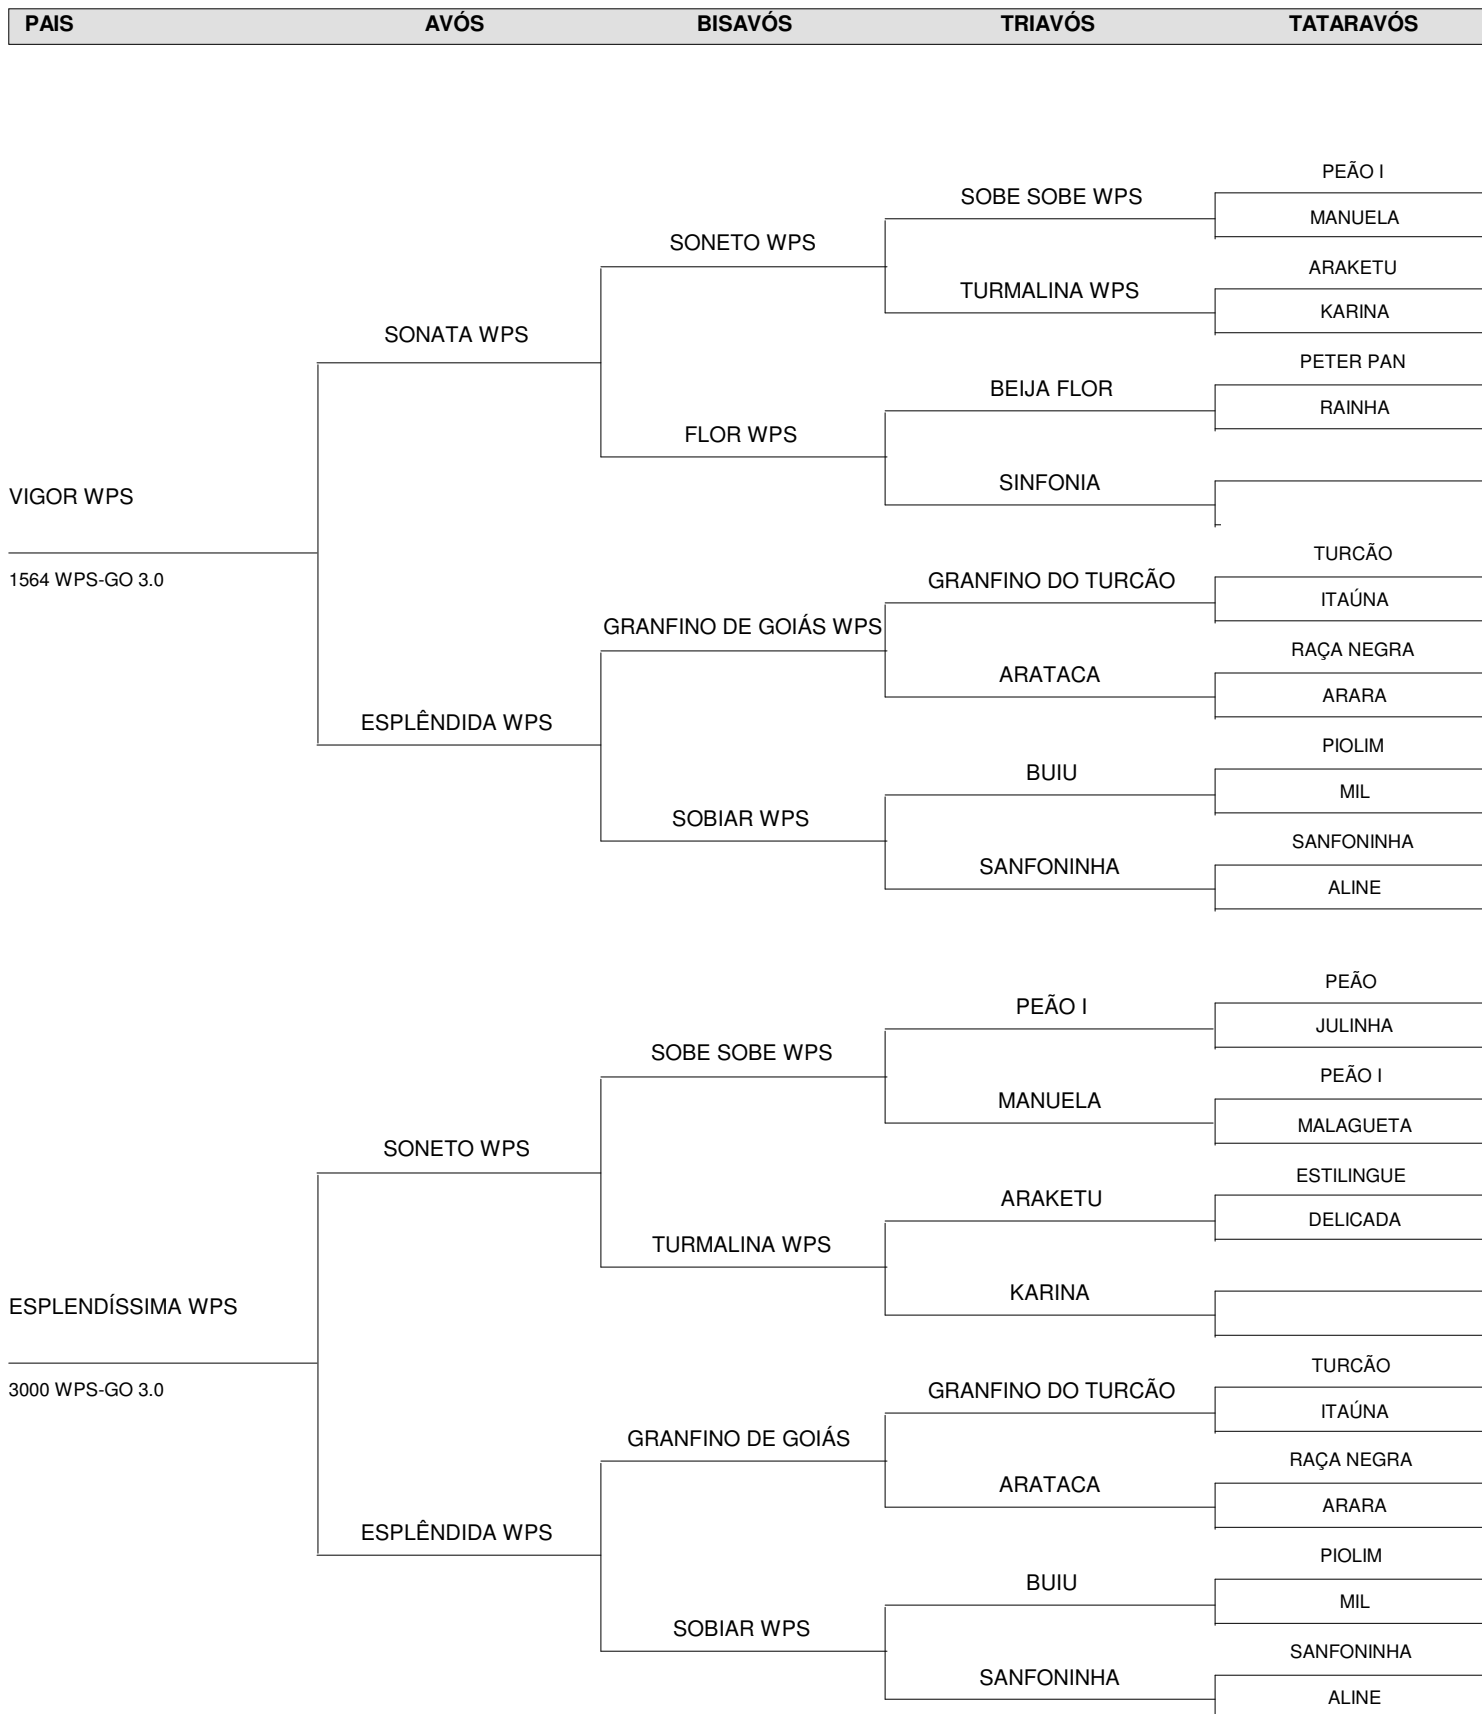 PAIS AVÓS BISAVÓS TRIAVÓS TATARAVÓS
PEÃO I
SOBE SOBE WPS
MANUELA
SONETO WPS
ARAKETU
TURMALINA WPS
KARINA
SONATA WPS
PETER PAN
BEIJA FLOR
RAINHA
FLOR WPS
SINFONIA
VIGOR WPS
TURCÃO
1564 WPS-GO 3.0
GRANFINO DO TURCÃO
ITAÚNA
GRANFINO DE GOIÁS WPS
RAÇA NEGRA
ARATACA
ARARA
ESPLÊNDIDA WPS
PIOLIM
BUIU
MIL
SOBIAR WPS
SANFONINHA
SANFONINHA
ALINE
PEÃO
PEÃO I
JULINHA
SOBE SOBE WPS
PEÃO I
MANUELA
MALAGUETA
SONETO WPS
ESTILINGUE
ARAKETU
DELICADA
TURMALINA WPS
KARINA
ESPLENDÍSSIMA WPS
TURCÃO
3000 WPS-GO 3.0
GRANFINO DO TURCÃO
ITAÚNA
GRANFINO DE GOIÁS
RAÇA NEGRA
ARATACA
ARARA
ESPLÊNDIDA WPS
PIOLIM
BUIU
MIL
SOBIAR WPS
SANFONINHA
SANFONINHA
ALINE